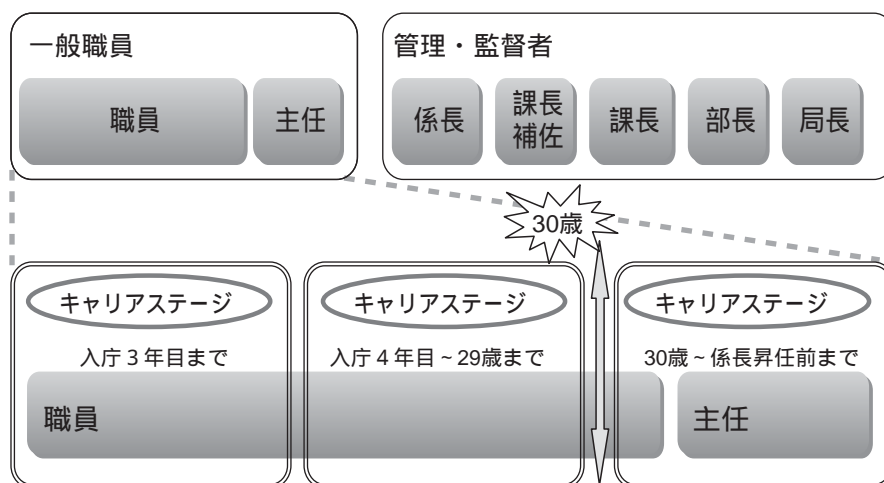 一般職員
職員
主任
管理・監督者
係長
課長
補佐
課長
部長
局長
30歳
キャリアステージ
入庁３年目まで
キャリアステージ
入庁４年目～29歳まで
キャリアステージ
30歳～係長昇任前まで
職員
主任